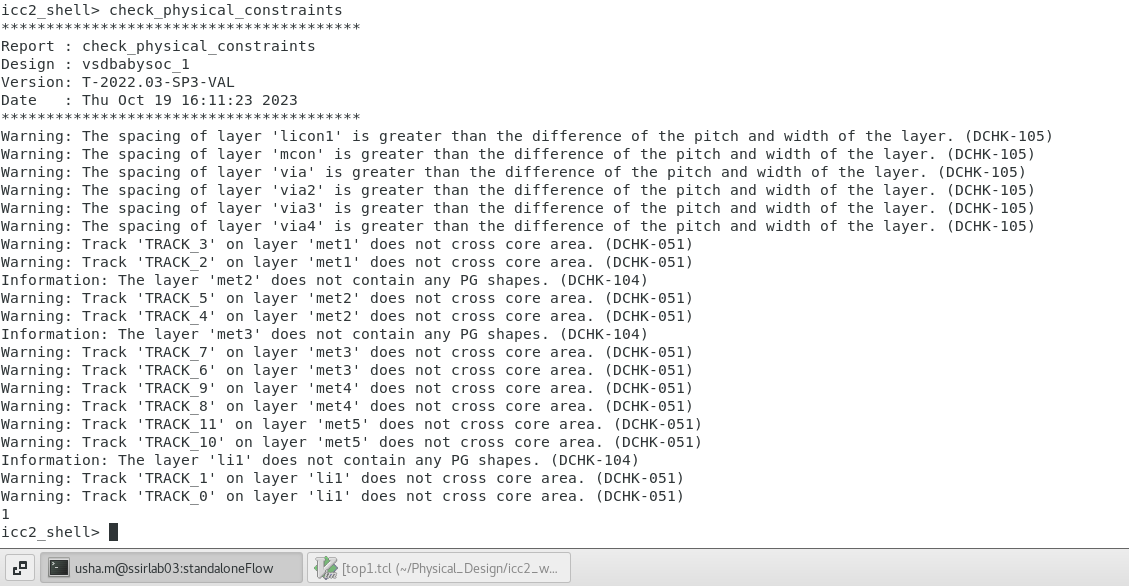 icc2_shell> check_physical_constraints
****************************************
Report : check_physical_constraints
Design : vsdbabysoc_1
Version: T-2022.03-SP3-VAL
Date   : Thu Oct 19 16:11:23 2023
****************************************
Warning: The spacing of layer 'licon1' is greater than the difference of the pitch and width of the layer. (DCHK-105)
Warning: The spacing of layer 'mcon' is greater than the difference of the pitch and width of the layer. (DCHK-105)
Warning: The spacing of layer 'via' is greater than the difference of the pitch and width of the layer. (DCHK-105)
Warning: The spacing of layer 'via2' is greater than the difference of the pitch and width of the layer. (DCHK-105)
Warning: The spacing of layer 'via3' is greater than the difference of the pitch and width of the layer. (DCHK-105)
Warning: The spacing of layer 'via4' is greater than the difference of the pitch and width of the layer. (DCHK-105)
Warning: Track 'TRACK_3' on layer 'met1' does not cross core area. (DCHK-051)
Warning: Track 'TRACK_2' on layer 'met1' does not cross core area. (DCHK-051)
Information: The layer 'met2' does not contain any PG shapes. (DCHK-104)
Warning: Track 'TRACK_5' on layer 'met2' does not cross core area. (DCHK-051)
Warning: Track 'TRACK_4' on layer 'met2' does not cross core area. (DCHK-051)
Information: The layer 'met3' does not contain any PG shapes. (DCHK-104)
Warning: Track 'TRACK_7' on layer 'met3' does not cross core area. (DCHK-051)
Warning: Track 'TRACK_6' on layer 'met3' does not cross core area. (DCHK-051)
Warning: Track 'TRACK_9' on layer 'met4' does not cross core area. (DCHK-051)
Warning: Track 'TRACK_8' on layer 'met4' does not cross core area. (DCHK-051)
Warning: Track 'TRACK_11' on layer 'met5' does not cross core area. (DCHK-051)
Warning: Track 'TRACK_10' on layer 'met5' does not cross core area. (DCHK-051)
Information: The layer 'li1' does not contain any PG shapes. (DCHK-104)
Warning: Track 'TRACK_1' on layer 'li1' does not cross core area. (DCHK-051)
Warning: Track 'TRACK_0' on layer 'li1' does not cross core area. (DCHK-051)
1
icc2_shell>
usha.m@ssirlab03:standaloneFlow
[top1.tcl (~/Physical_Design/icc2_w...